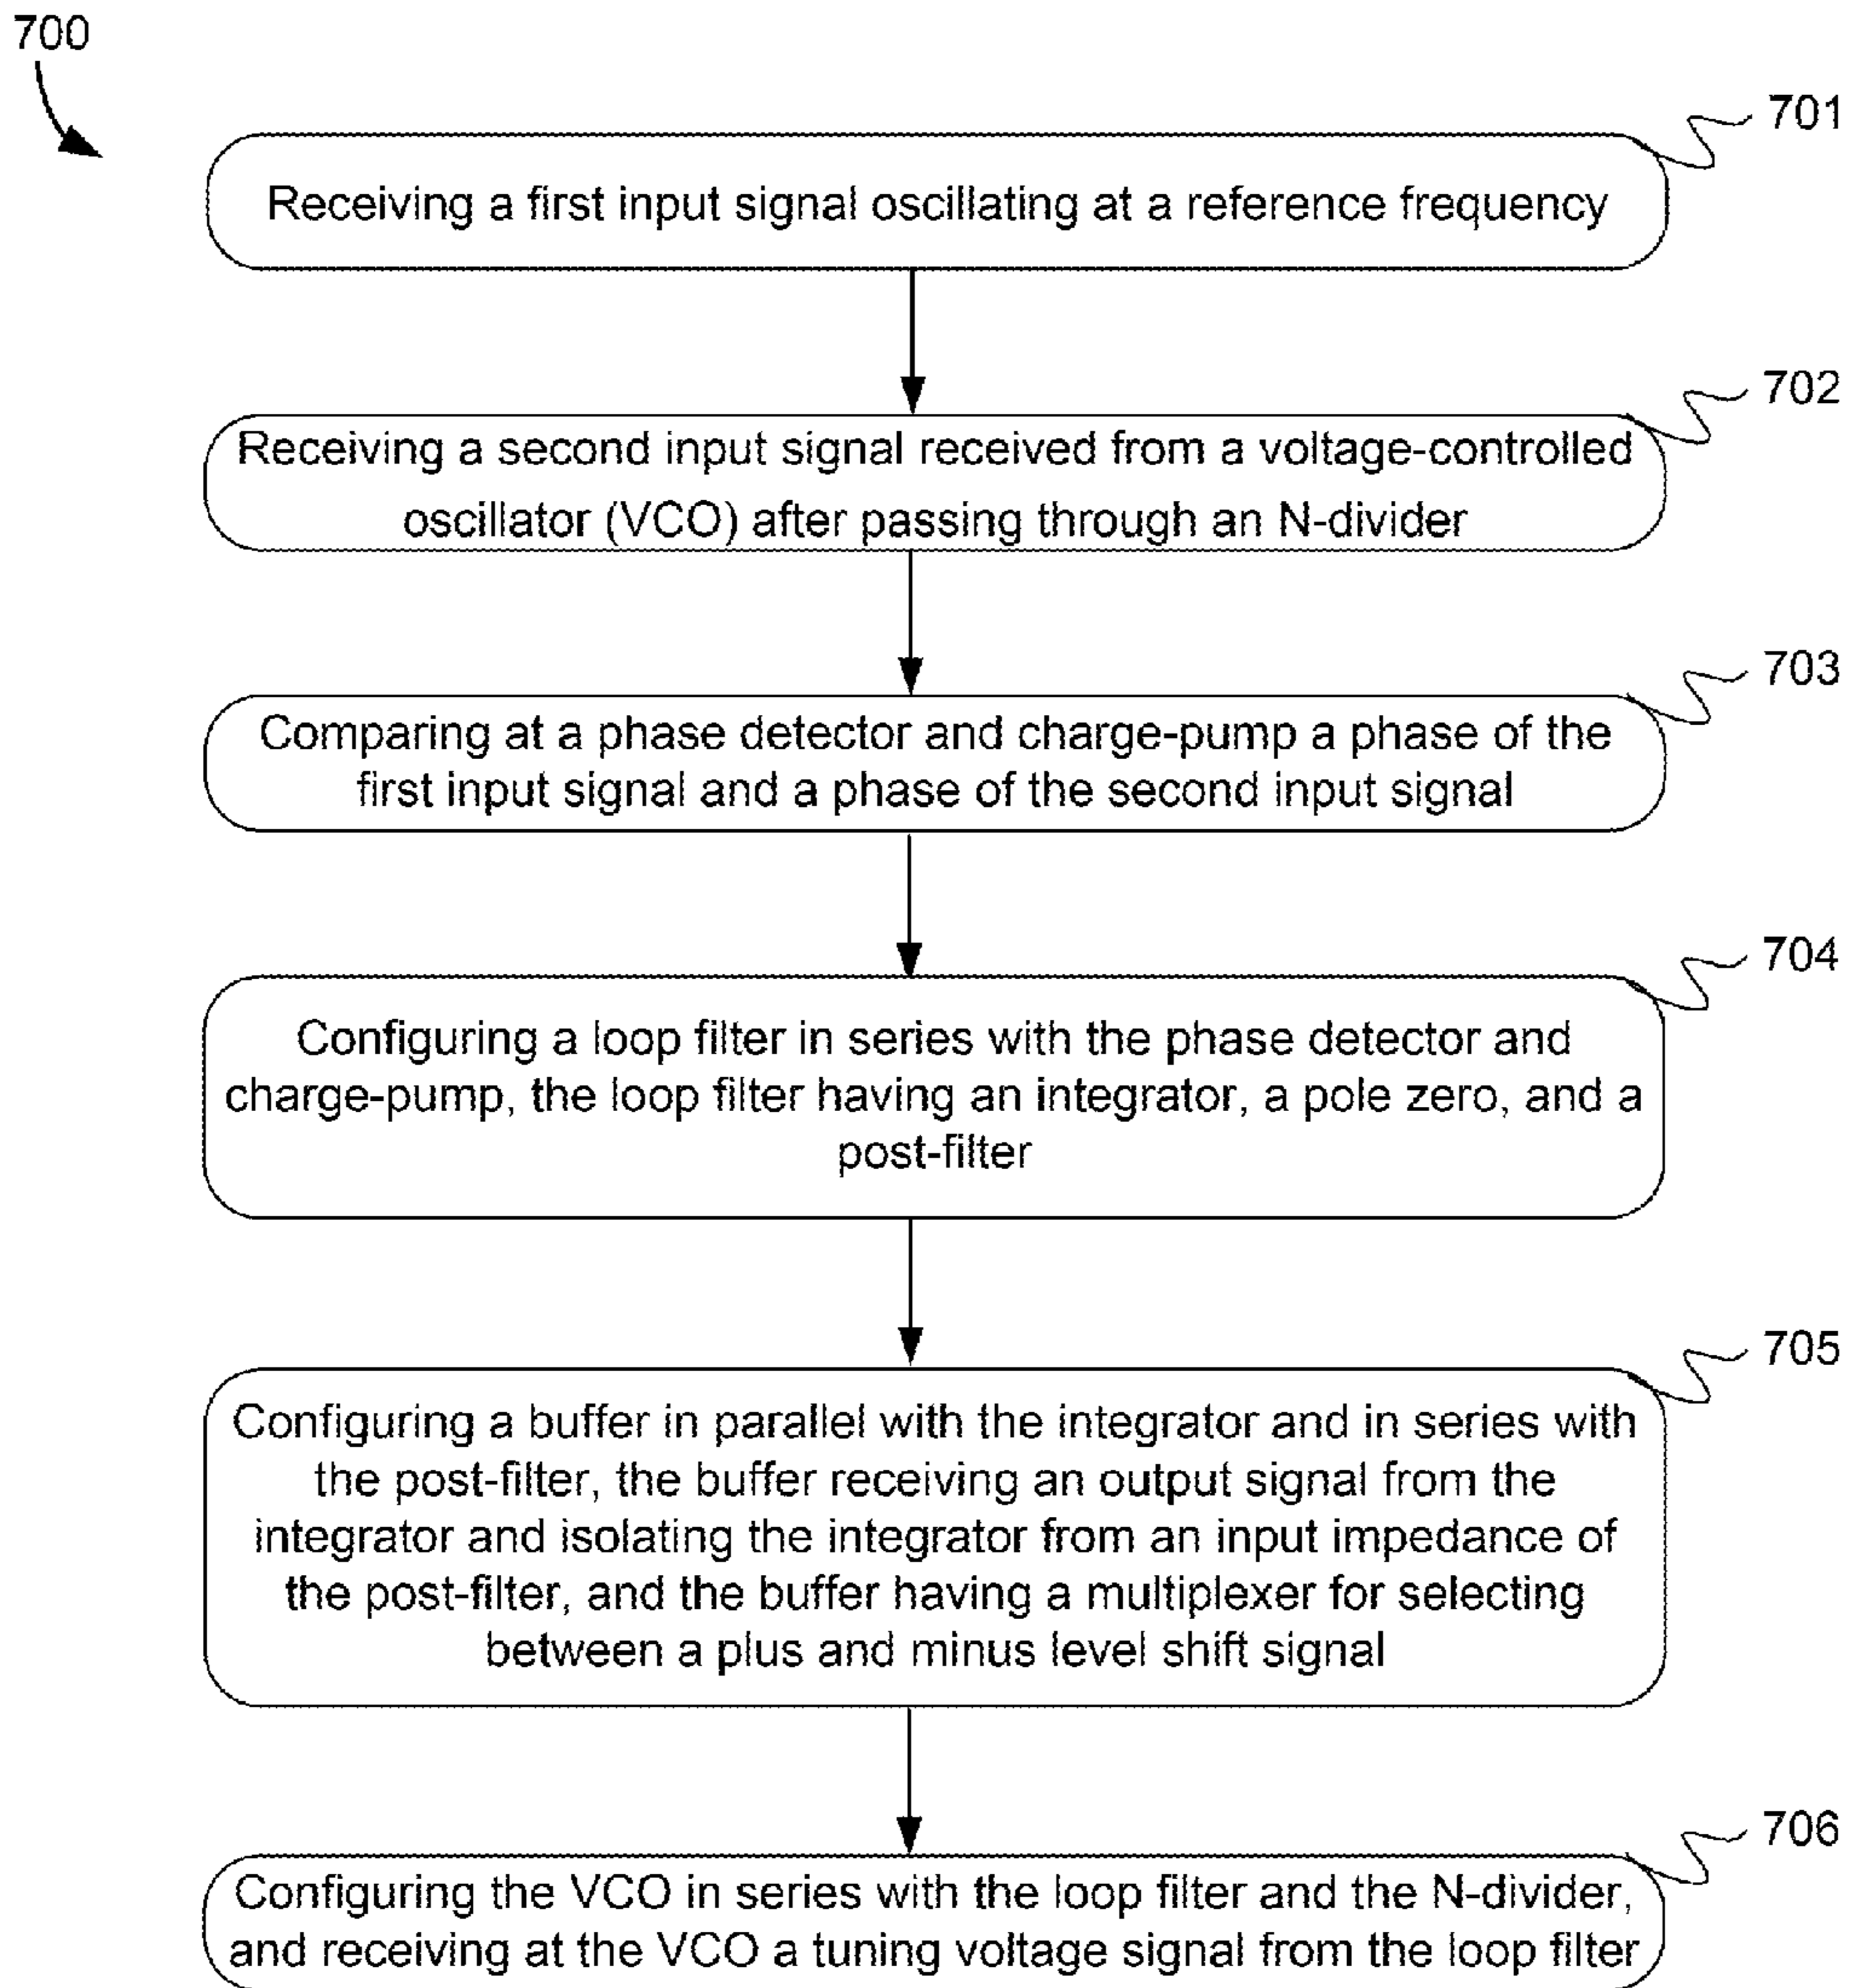 700
701
Receiving a first input signal oscillating at a reference frequency
702
Receiving a second input signal received from a voltage-controlled
oscillator (VCO) after passing through an N-divider
703
Comparing at a phase detector and charge-pump a phase of the
first input signal and a phase of the second input signal
704
Configuring a loop filter in series with the phase detector and
charge-pump, the loop filter having an integrator, a pole zero, and a
post-filter
705
Configuring a buffer in parallel with the integrator and in series with
the post-filter, the buffer receiving an output signal from the
integrator and isolating the integrator from an input impedance of
the post-filter, and the buffer having a multiplexer for selecting
between a plus and minus level shift signal
706
Configuring the VCO in series with the loop filter and the N-divider,
and receiving at the VCO a tuning voltage signal from the loop filter